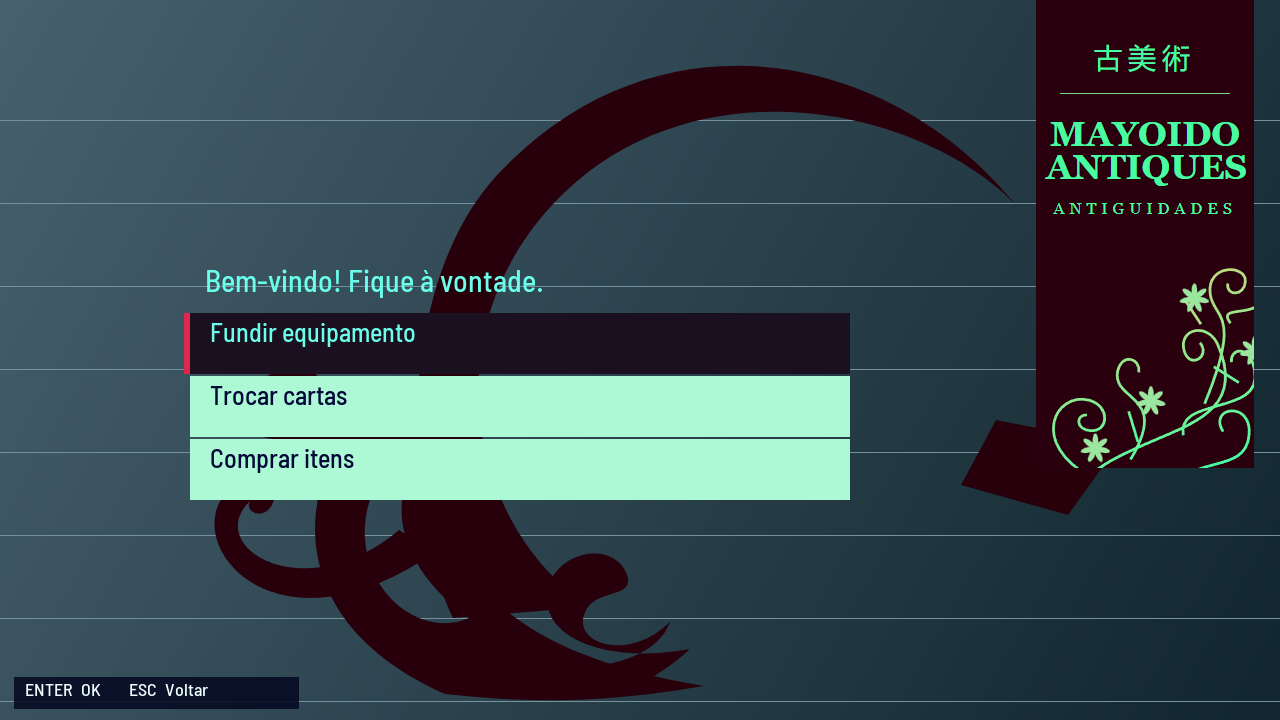 古美術
MAYOIDO
ANTIQUES
ANTIGUIDADES
Bem-vindo! Fique à vontade.
Fundir equipamento
Trocar cartas
Comprar itens
ENTER OK ESC Voltar